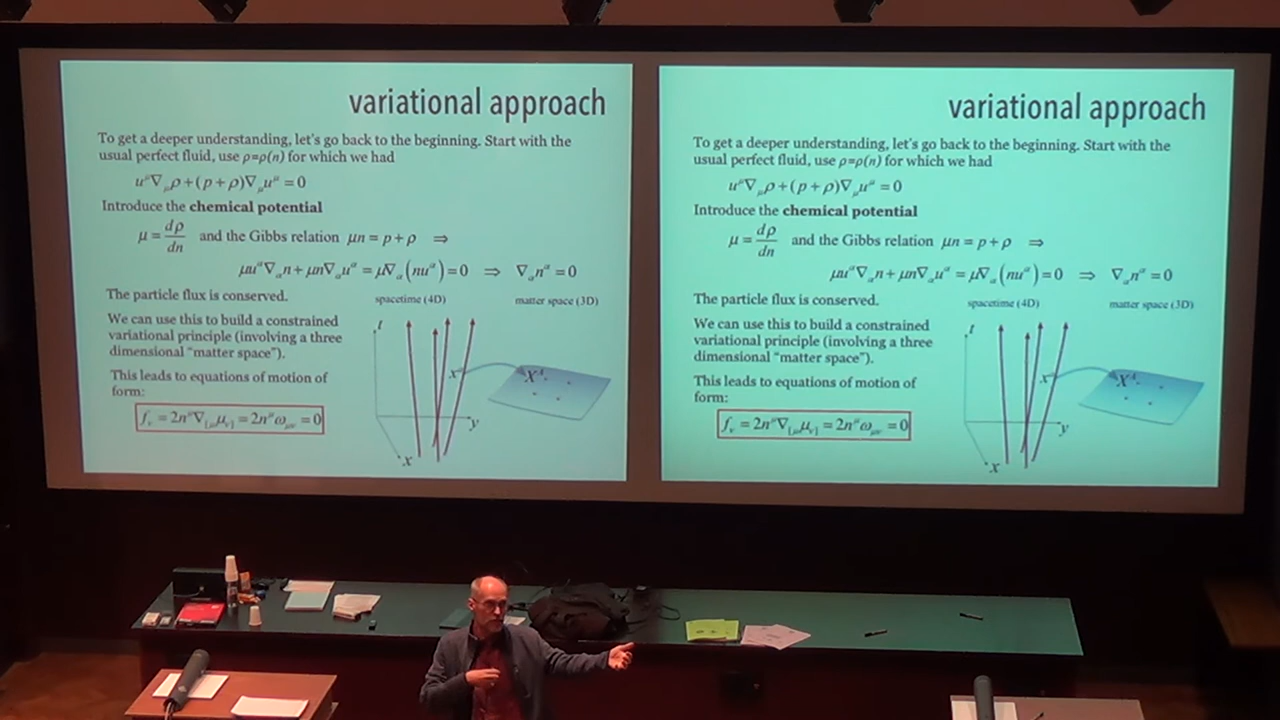 variational approach
To get a deeper understanding, let's go back to the beginning. Start with the
usual perfect fluid, use ρ=ρ(n) for which we had
u^μ∇_μρ+(p+ρ)∇_μu^μ=0
Introduce the chemical potential
μ=dρ/dn and the Gibbs relation μn=p+ρ ⇒
μu^α∇_αn+μn∇_αu^α=μ∇_α(nu^α)=0 ⇒ ∇_αn^α=0
The particle flux is conserved.
spacetime (4D)
matter space (3D)
We can use this to build a constrained
variational principle (involving a three
dimensional "matter space").
This leads to equations of motion of
form:
f_ν=2n^μ∇_[μμ_ν]=2n^μω_μν=0
t
X^A
y
x
variational approach
To get a deeper understanding, let's go back to the beginning. Start with the
usual perfect fluid, use ρ=ρ(n) for which we had
u^μ∇_μρ+(p+ρ)∇_μu^μ=0
Introduce the chemical potential
μ=dρ/dn and the Gibbs relation μn=p+ρ ⇒
μu^α∇_αn+μn∇_αu^α=μ∇_α(nu^α)=0 ⇒ ∇_αn^α=0
The particle flux is conserved.
spacetime (4D)
matter space (3D)
We can use this to build a constrained
variational principle (involving a three
dimensional "matter space").
This leads to equations of motion of
form:
f_ν=2n^μ∇_[μμ_ν]=2n^μω_μν=0
t
X^A
y
x